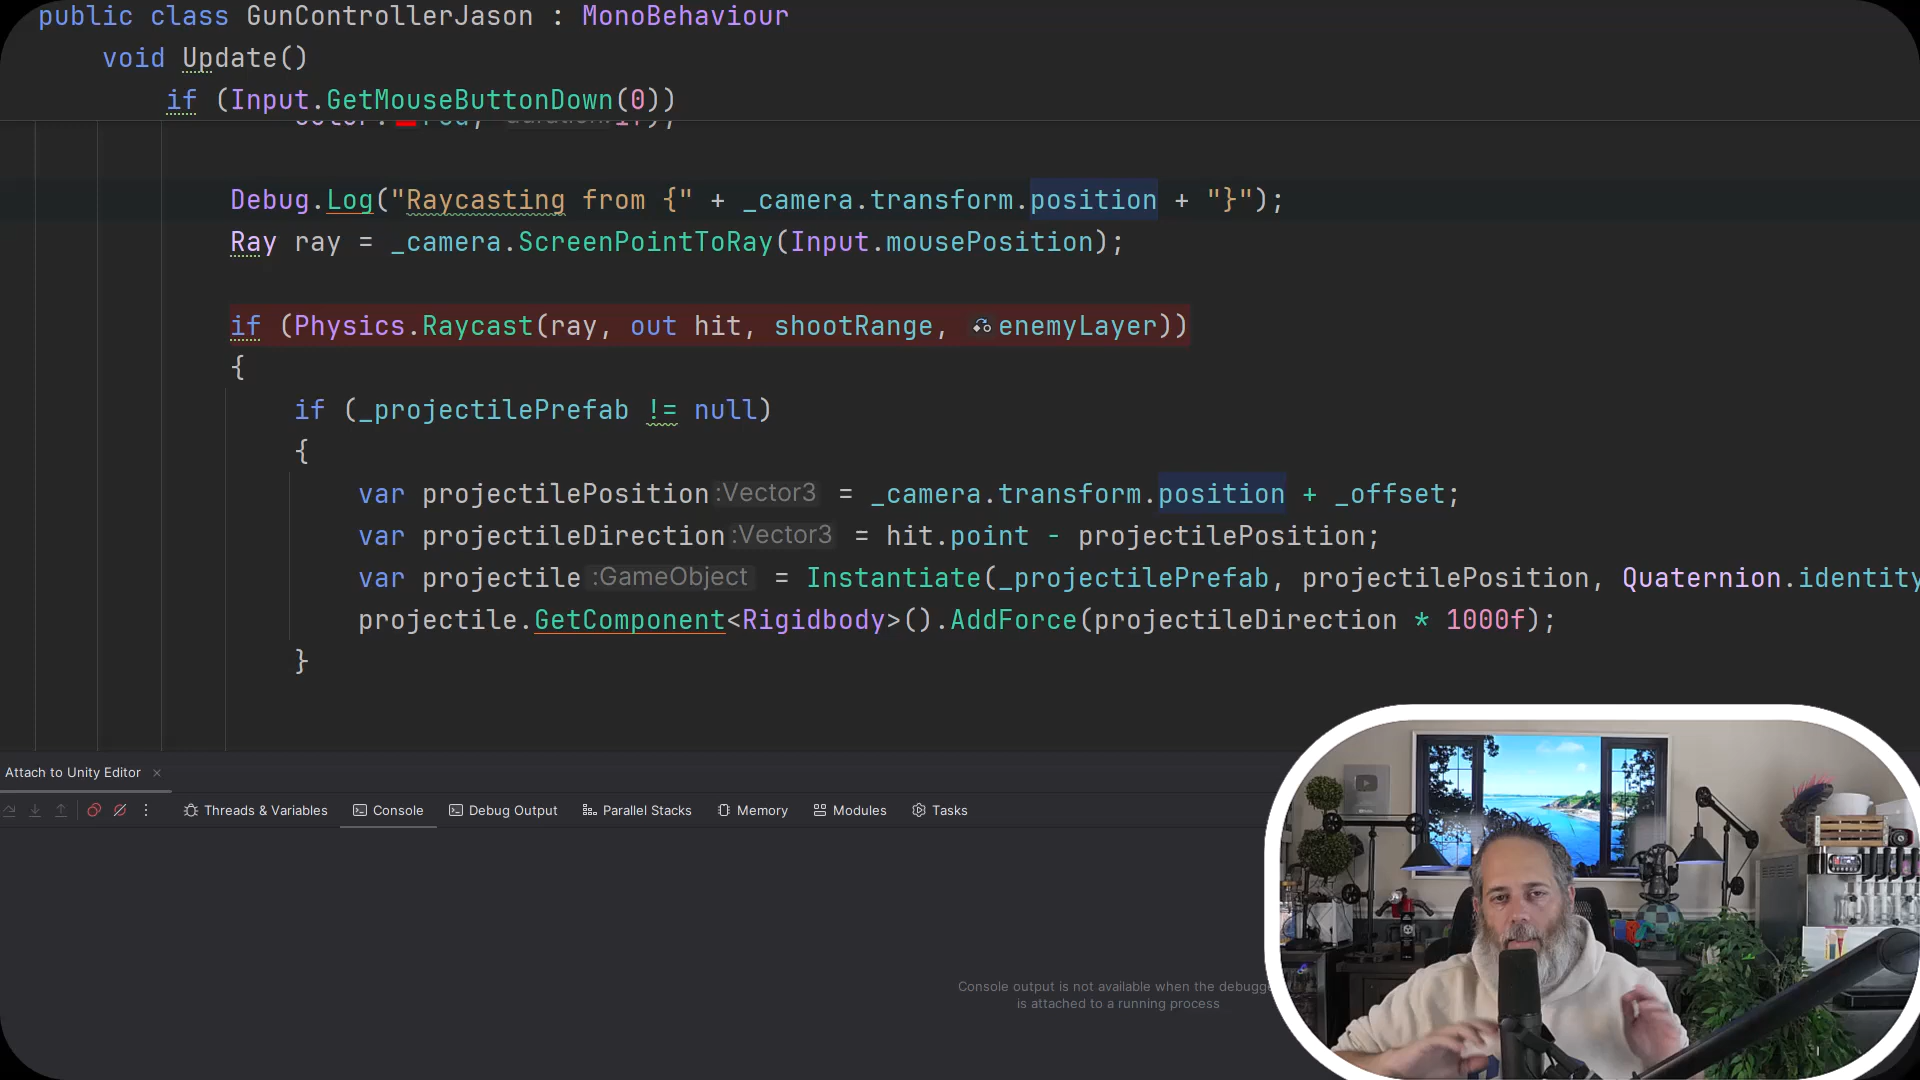 public class GunControllerJason : MonoBehaviour
void Update()
if (Input.GetMouseButtonDown(0))
Debug.Log("Raycasting from {" + _camera.transform.position + "}");
Ray ray = _camera.ScreenPointToRay(Input.mousePosition);
if (Physics.Raycast(ray, out hit, shootRange, enemyLayer))
{
if (_projectilePrefab != null)
{
var projectilePosition :Vector3 = _camera.transform.position + _offset;
var projectileDirection :Vector3 = hit.point - projectilePosition;
var projectile :GameObject = Instantiate(_projectilePrefab, projectilePosition, Quaternion.identity
projectile.GetComponent<Rigidbody>().AddForce(projectileDirection * 1000f);
}
Attach to Unity Editor
Threads & Variables Console Debug Output Parallel Stacks Memory Modules Tasks
Console output is not available when the debugge
is attached to a running process